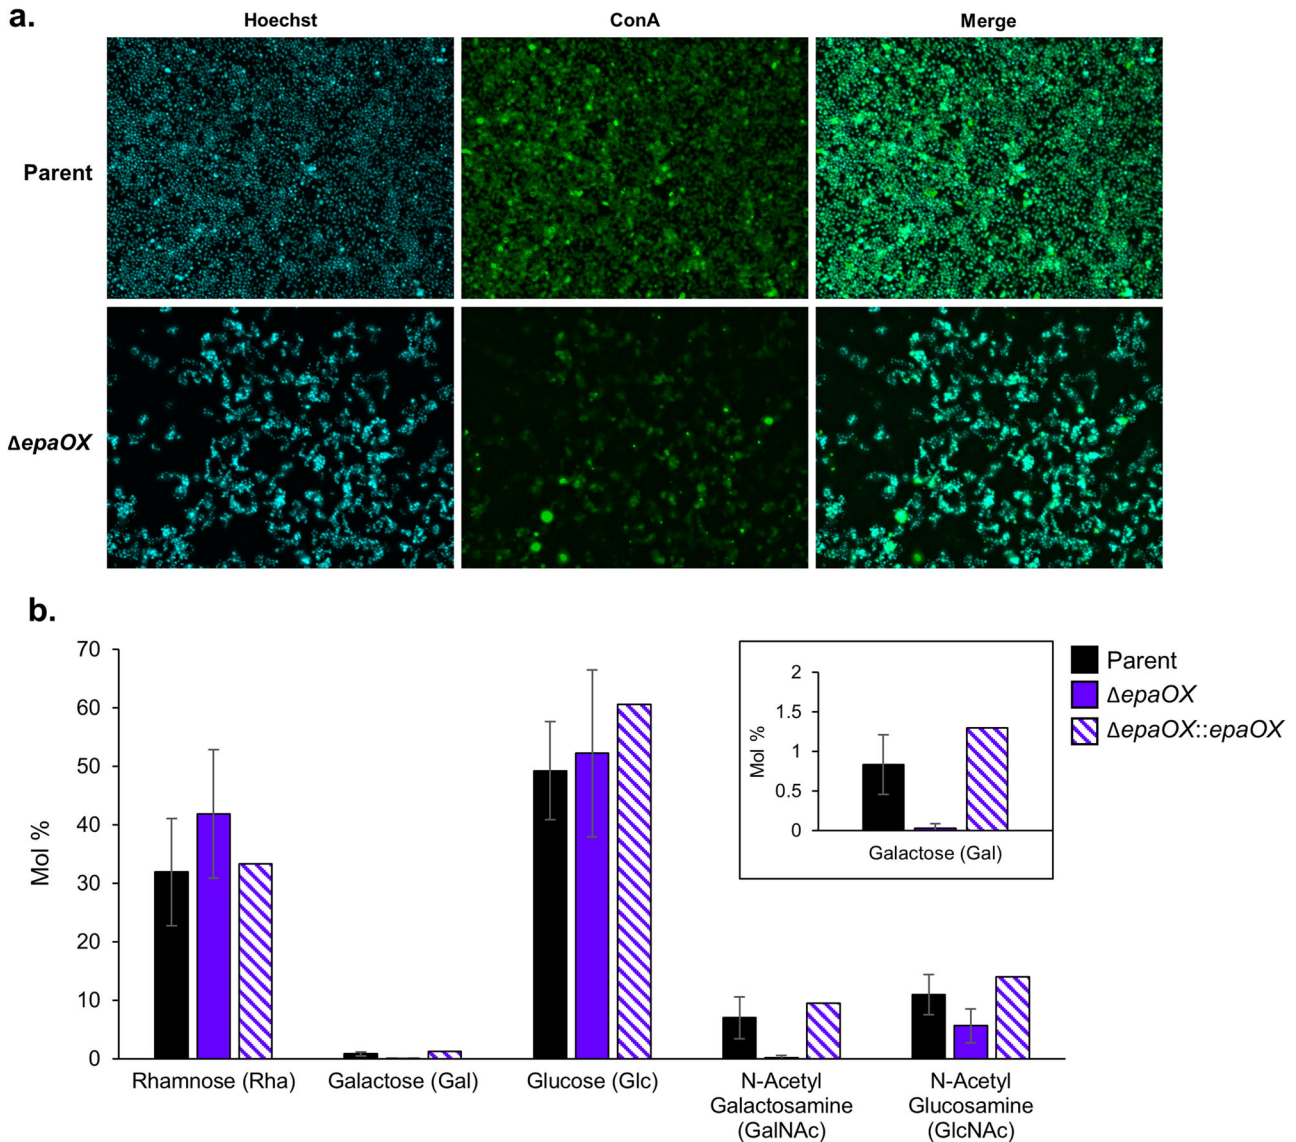 a.
Hoechst
ConA
Merge
Parent
ΔepaOX
b.
70
60
50
40
30
20
10
0
Mol %
Rhamnose (Rha)
Galactose (Gal)
Glucose (Glc)
N-Acetyl
Galactosamine
(GalNAc)
N-Acetyl
Glucosamine
(GlcNAc)
2
1.5
1
0.5
0
Mol %
Galactose (Gal)
Parent
ΔepaOX
ΔepaOX::epaOX